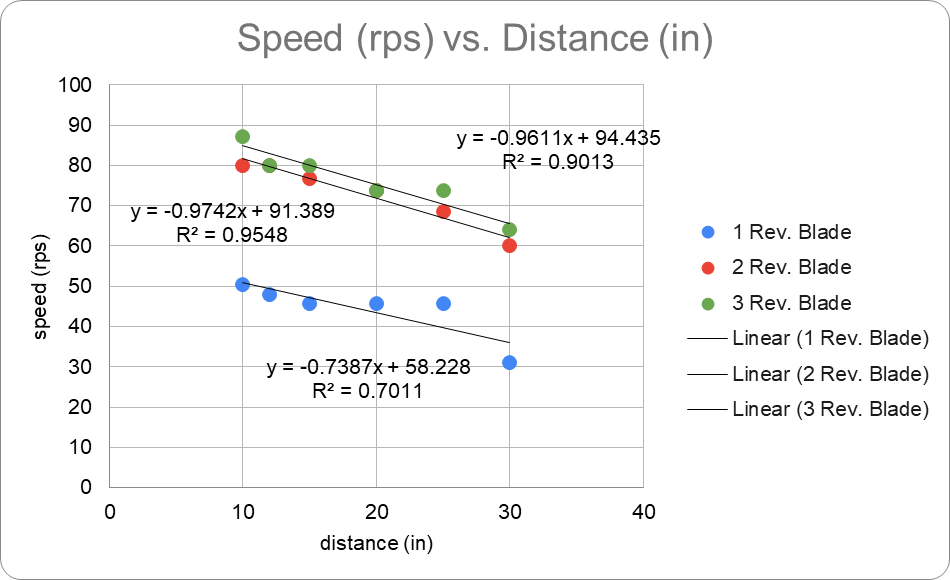 Speed (rps) vs. Distance (in)
100
90
80
70
60
50
40
30
20
10
0
speed (rps)
y = -0.9611x + 94.435
R² = 0.9013
y = -0.9742x + 91.389
R² = 0.9548
y = -0.7387x + 58.228
R² = 0.7011
0 10 20 30 40
distance (in)
1 Rev. Blade
2 Rev. Blade
3 Rev. Blade
Linear (1 Rev. Blade)
Linear (2 Rev. Blade)
Linear (3 Rev. Blade)